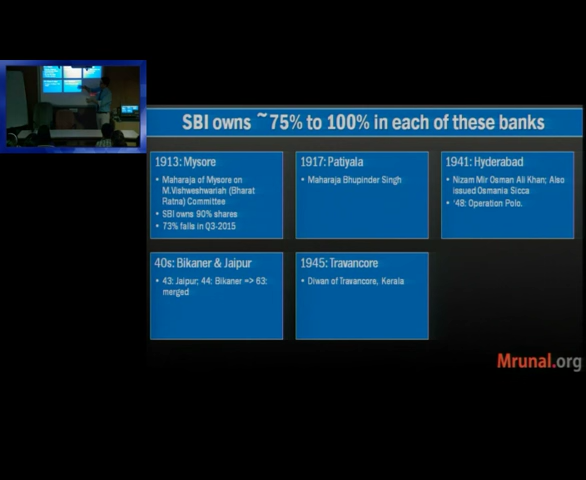 SBI owns ~75% to 100% in each of these banks
1913: Mysore
• Maharaja of Mysore on
M.Vishweshwariah (Bharat
Ratna) Committee
• SBI owns 90% shares
• 73% falls in Q3-2015
1917: Patiyala
• Maharaja Bhupinder Singh
1941: Hyderabad
• Nizam Mir Osman Ali Khan; Also
issued Osmania Sicca
• '48: Operation Polo.
40s: Bikaner & Jaipur
• 43: Jaipur; 44: Bikaner => 63:
merged
1945: Travancore
• Diwan of Travancore, Kerala
Mrunal.org